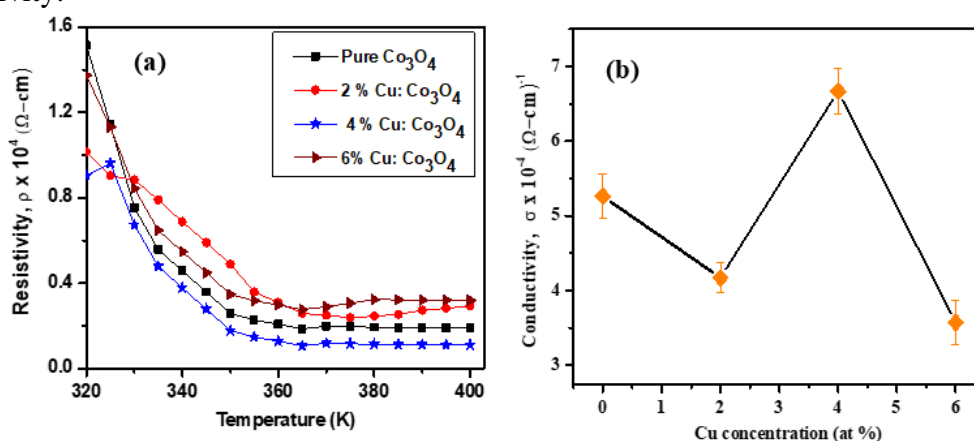 vity.
(a)
Pure Co₃O₄
2 % Cu: Co₃O₄
4 % Cu: Co₃O₄
6% Cu: Co₃O₄
Resistivity, ρ x 10⁴ (Ω−cm)
1.6
1.2
0.8
0.4
0.0
320 340 360 380 400
Temperature (K)
(b)
Conductivity, σ x 10⁻⁴ (Ω−cm)⁻¹
7
6
5
4
3
0 1 2 3 4 5 6
Cu concentration (at %)